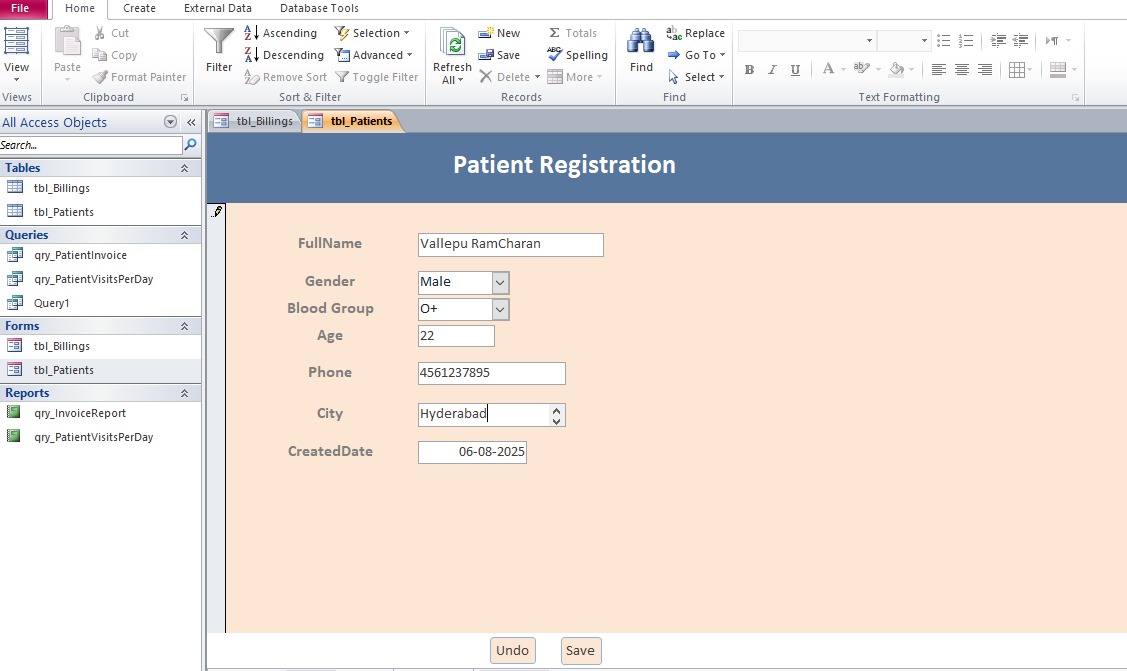 File Home Create External Data Database Tools
View
Views
Paste
Cut
Copy
Format Painter
Clipboard
Filter
Ascending
Descending
Remove Sort
Selection
Advanced
Toggle Filter
Sort & Filter
Refresh
All
New
Save
Delete
Totals
Spelling
More
Records
Find
Replace
Go To
Select
Find
B I U A
Text Formatting
All Access Objects
Search...
Tables
tbl_Billings
tbl_Patients
Queries
qry_PatientInvoice
qry_PatientVisitsPerDay
Query1
Forms
tbl_Billings
tbl_Patients
Reports
qry_InvoiceReport
qry_PatientVisitsPerDay
tbl_Billings tbl_Patients
Patient Registration
FullName Vallepu RamCharan
Gender Male
Blood Group O+
Age 22
Phone 4561237895
City Hyderabad
CreatedDate 06-08-2025
Undo Save